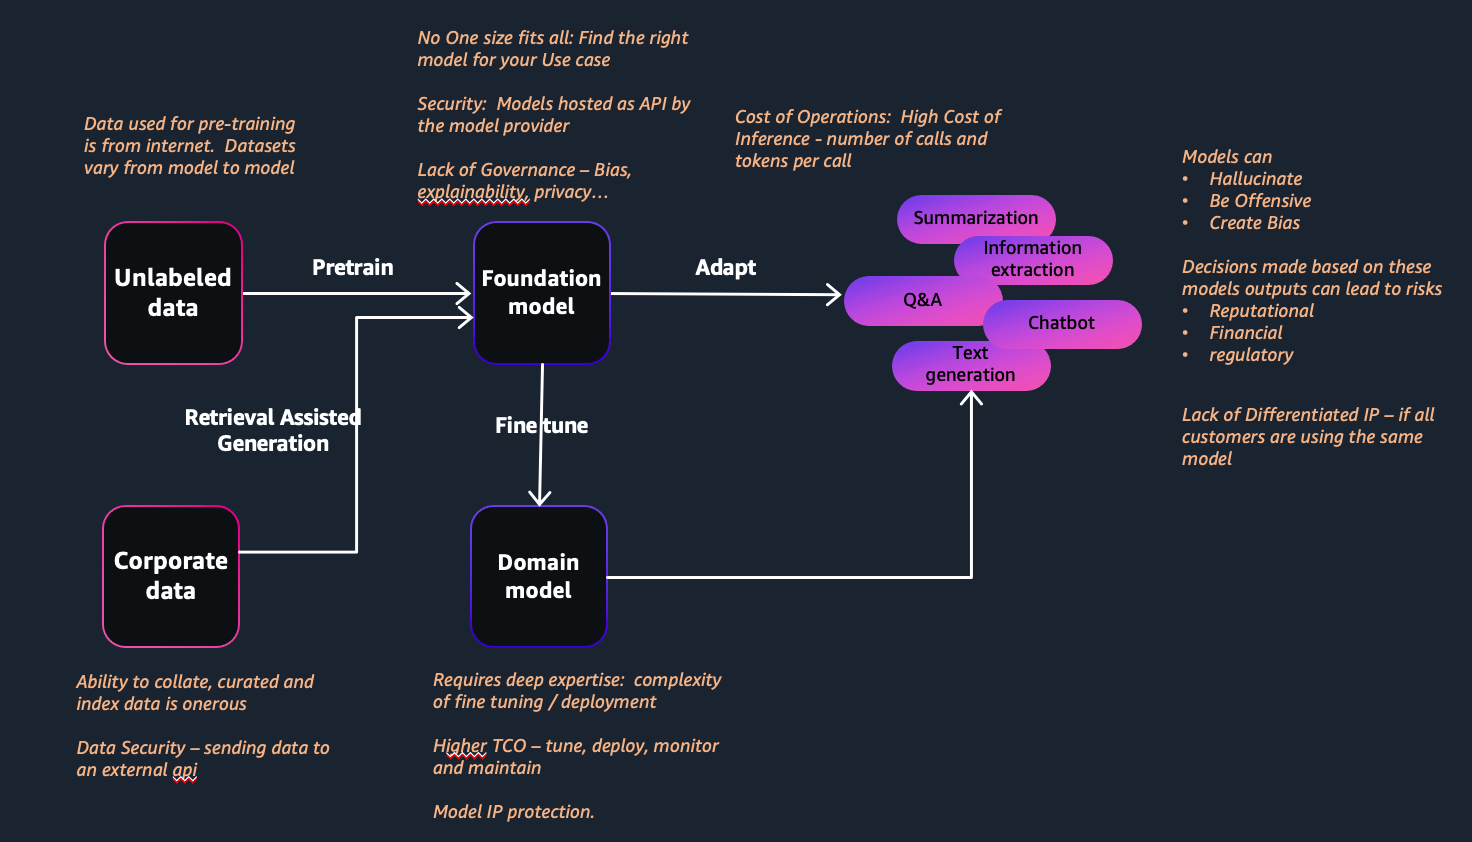 No One size fits all: Find the right
model for your Use case
Security:  Models hosted as API by
the model provider
Lack of Governance – Bias,
explainability, privacy...
Data used for pre-training
is from internet.  Datasets
vary from model to model
Cost of Operations:  High Cost of
Inference - number of calls and
tokens per call
Models can
• Hallucinate
• Be Offensive
• Create Bias
Decisions made based on these
models outputs can lead to risks
• Reputational
• Financial
• regulatory
Lack of Differentiated IP – if all
customers are using the same
model
Unlabeled
data
Pretrain
Foundation
model
Adapt
Summarization
Information
extraction
Q&A
Chatbot
Text
generation
Retrieval Assisted
Generation
Fine tune
Corporate
data
Domain
model
Ability to collate, curated and
index data is onerous
Data Security – sending data to
an external api
Requires deep expertise:  complexity
of fine tuning / deployment
Higher TCO – tune, deploy, monitor
and maintain
Model IP protection.